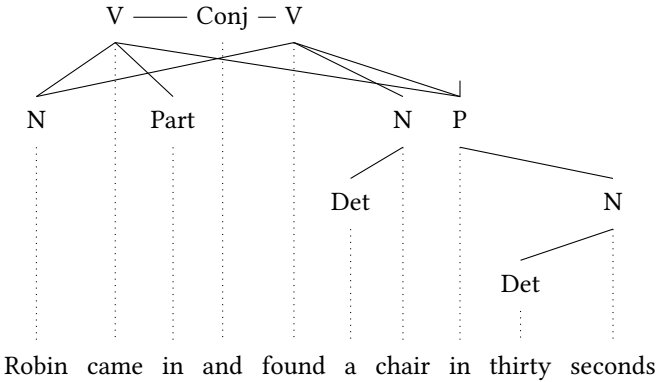 V Conj V
N Part N P
Det N
Det
Robin came in and found a chair in thirty seconds